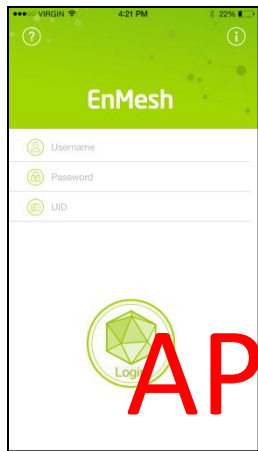 VIRGIN 4:21 PM 22%
? i
EnMesh
Username
Password
UID
Login
AP